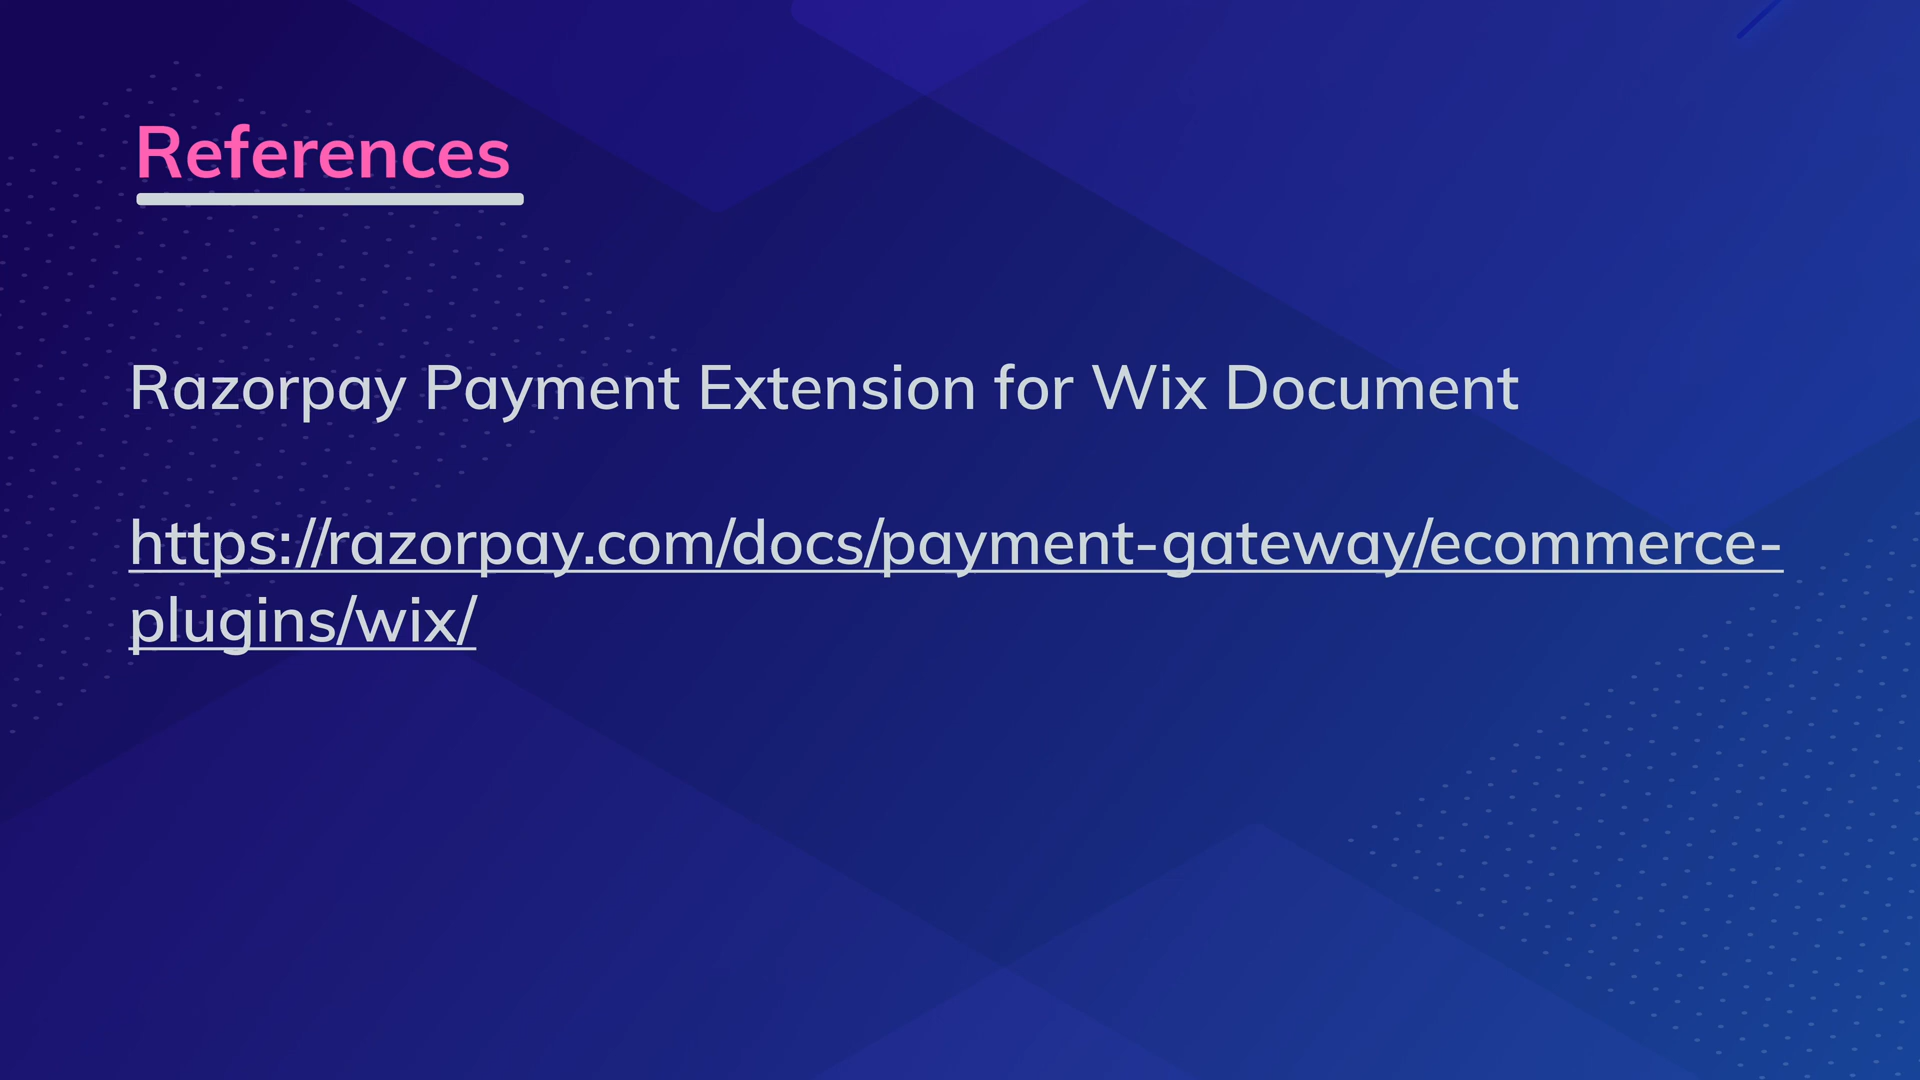 References
Razorpay Payment Extension for Wix Document
https://razorpay.com/docs/payment-gateway/ecommerce-
plugins/wix/